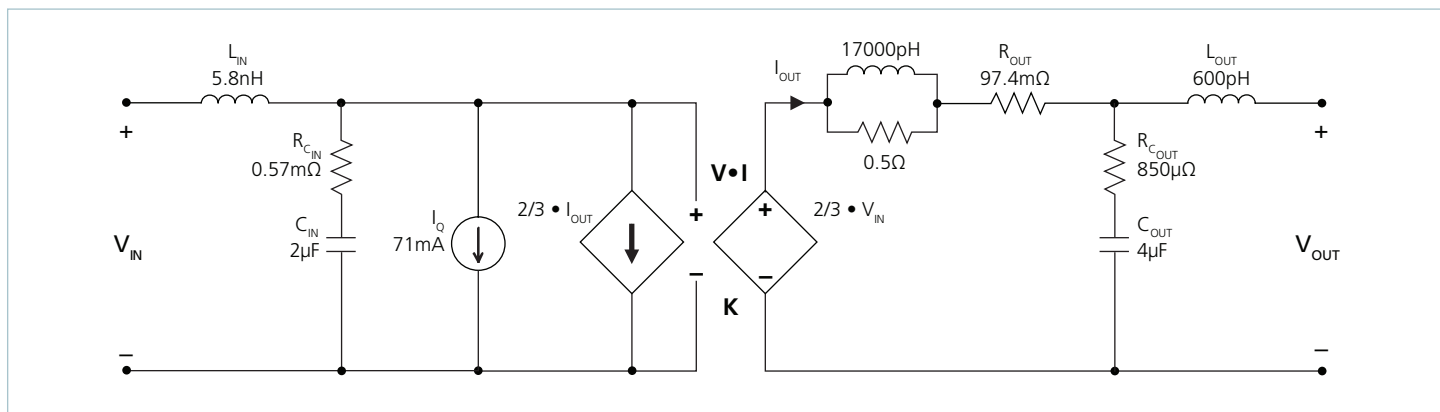 L_IN
5.8nH
+
V_IN
−
R_C_IN
0.57mΩ
C_IN
2μF
I_Q
71mA
2/3 • I_OUT
+
−
V•I
K
+
−
2/3 • V_IN
I_OUT
17000pH
0.5Ω
R_OUT
97.4mΩ
R_C_OUT
850μΩ
C_OUT
4μF
L_OUT
600pH
+
V_OUT
−